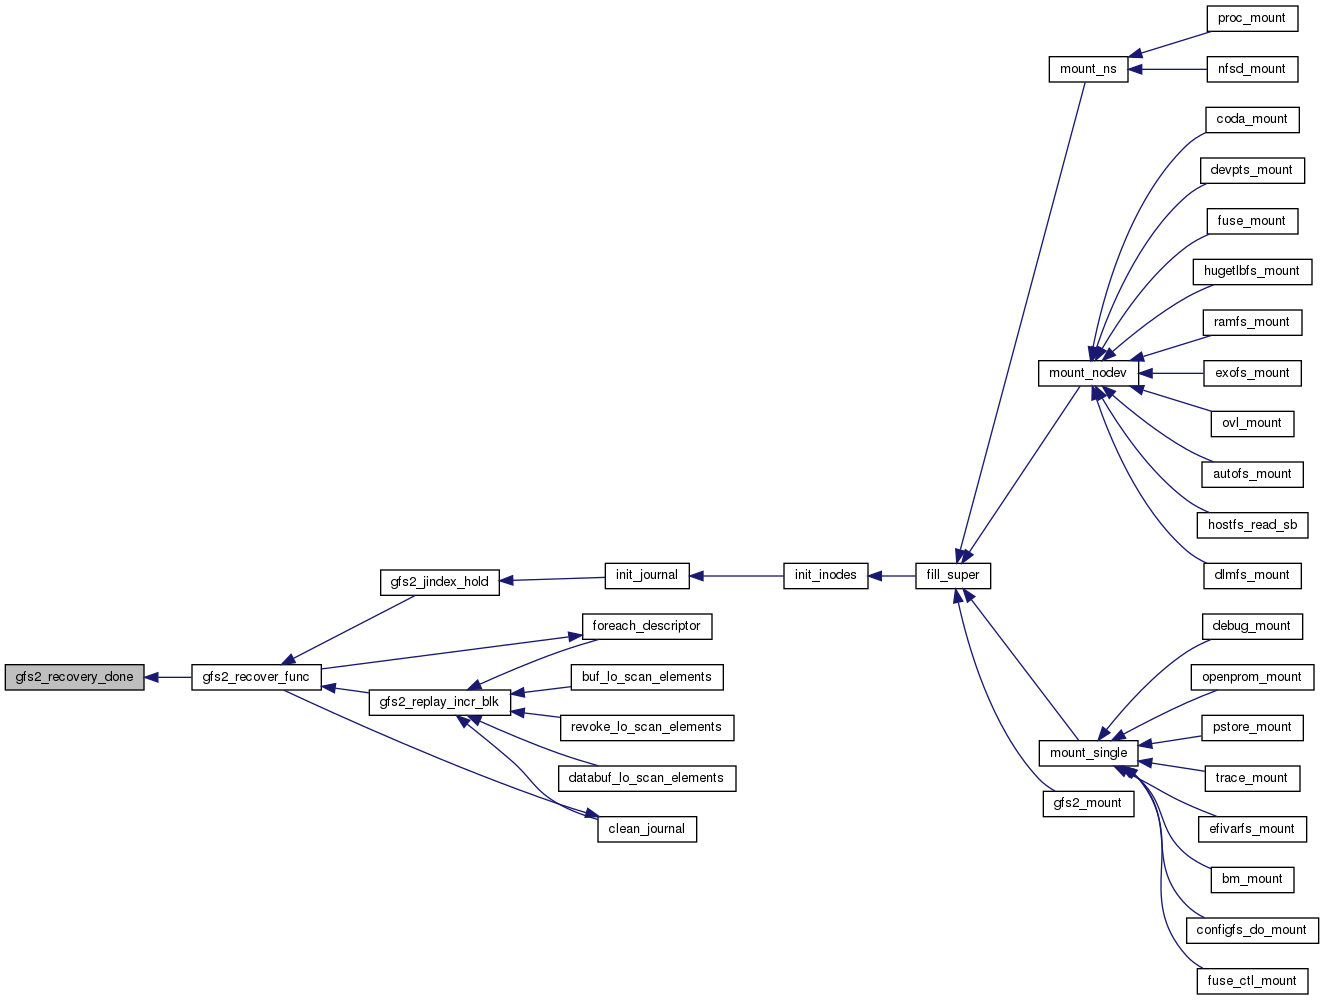 proc_mount
mount_ns
nfsd_mount
coda_mount
devpts_mount
fuse_mount
hugetlbfs_mount
ramfs_mount
mount_nodev
exofs_mount
ovl_mount
autofs_mount
hostfs_read_sb
gfs2_jindex_hold
init_journal
init_inodes
fill_super
dlmfs_mount
foreach_descriptor
debug_mount
gfs2_recovery_done
gfs2_recover_func
buf_lo_scan_elements
openprom_mount
gfs2_replay_incr_blk
revoke_lo_scan_elements
pstore_mount
mount_single
databuf_lo_scan_elements
trace_mount
gfs2_mount
clean_journal
efivarfs_mount
bm_mount
configfs_do_mount
fuse_ctl_mount